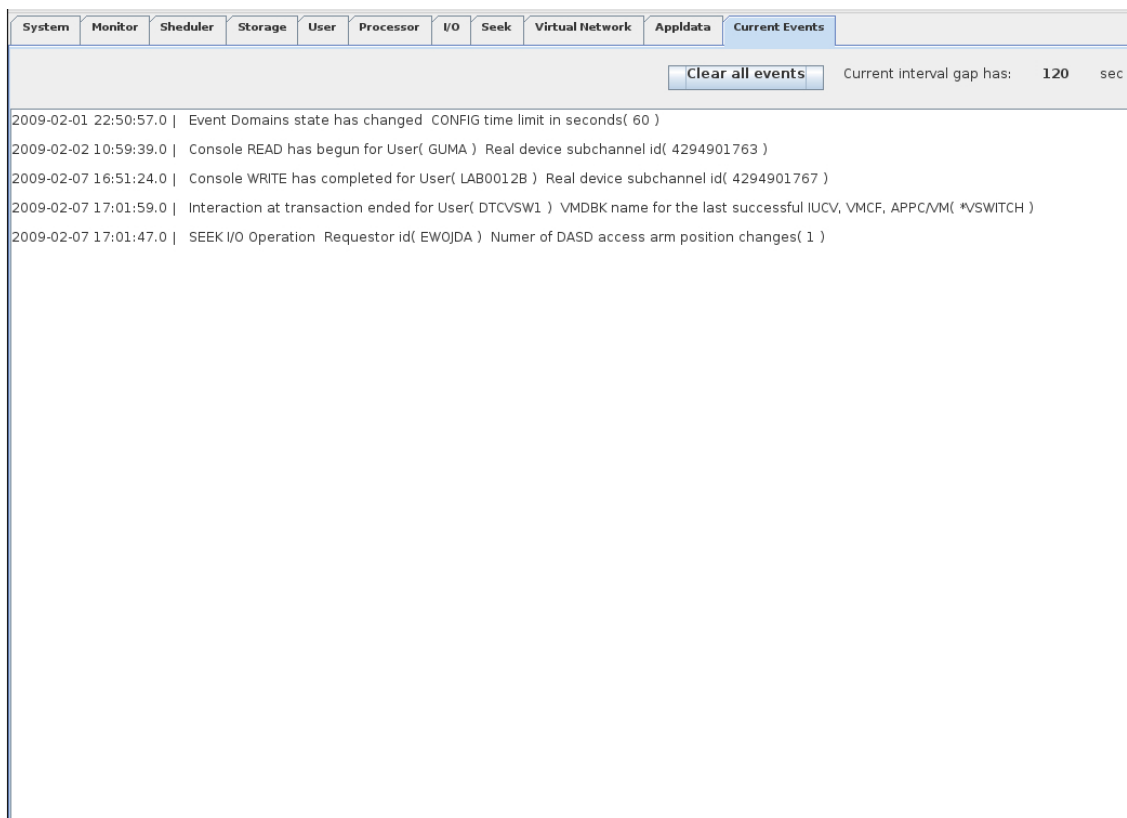 System Monitor Sheduler Storage User Processor I/O Seek Virtual Network Appldata Current Events
Clear all events Current interval gap has: 120 sec
2009-02-01 22:50:57.0 | Event Domains state has changed CONFIG time limit in seconds( 60 )
2009-02-02 10:59:39.0 | Console READ has begun for User( GUMA ) Real device subchannel id( 4294901763 )
2009-02-07 16:51:24.0 | Console WRITE has completed for User( LAB0012B ) Real device subchannel id( 4294901767 )
2009-02-07 17:01:59.0 | Interaction at transaction ended for User( DTCVSW1 ) VMDBK name for the last successful IUCV, VMCF, APPC/VM( *VSWITCH )
2009-02-07 17:01:47.0 | SEEK I/O Operation Requestor id( EWOJDA ) Numer of DASD access arm position changes( 1 )